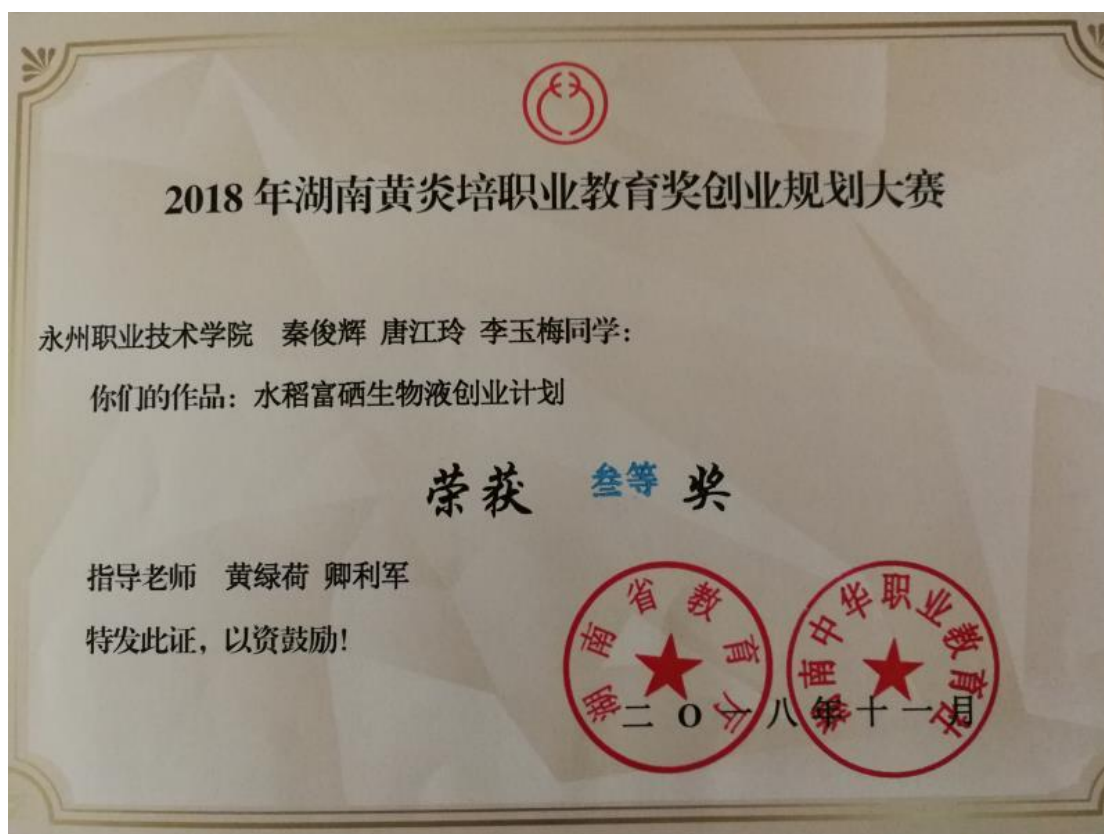 2018 年湖南黄炎培职业教育奖创业规划大赛
永州职业技术学院 秦俊辉 唐江玲 李玉梅同学:
你们的作品: 水稻富硒生物液创业计划
荣获 叁等 奖
指导老师 黄绿荷 卿利军
特发此证，以资鼓励!
湖南省教育厅
湖南中华职业教育社
二〇一八年十一月